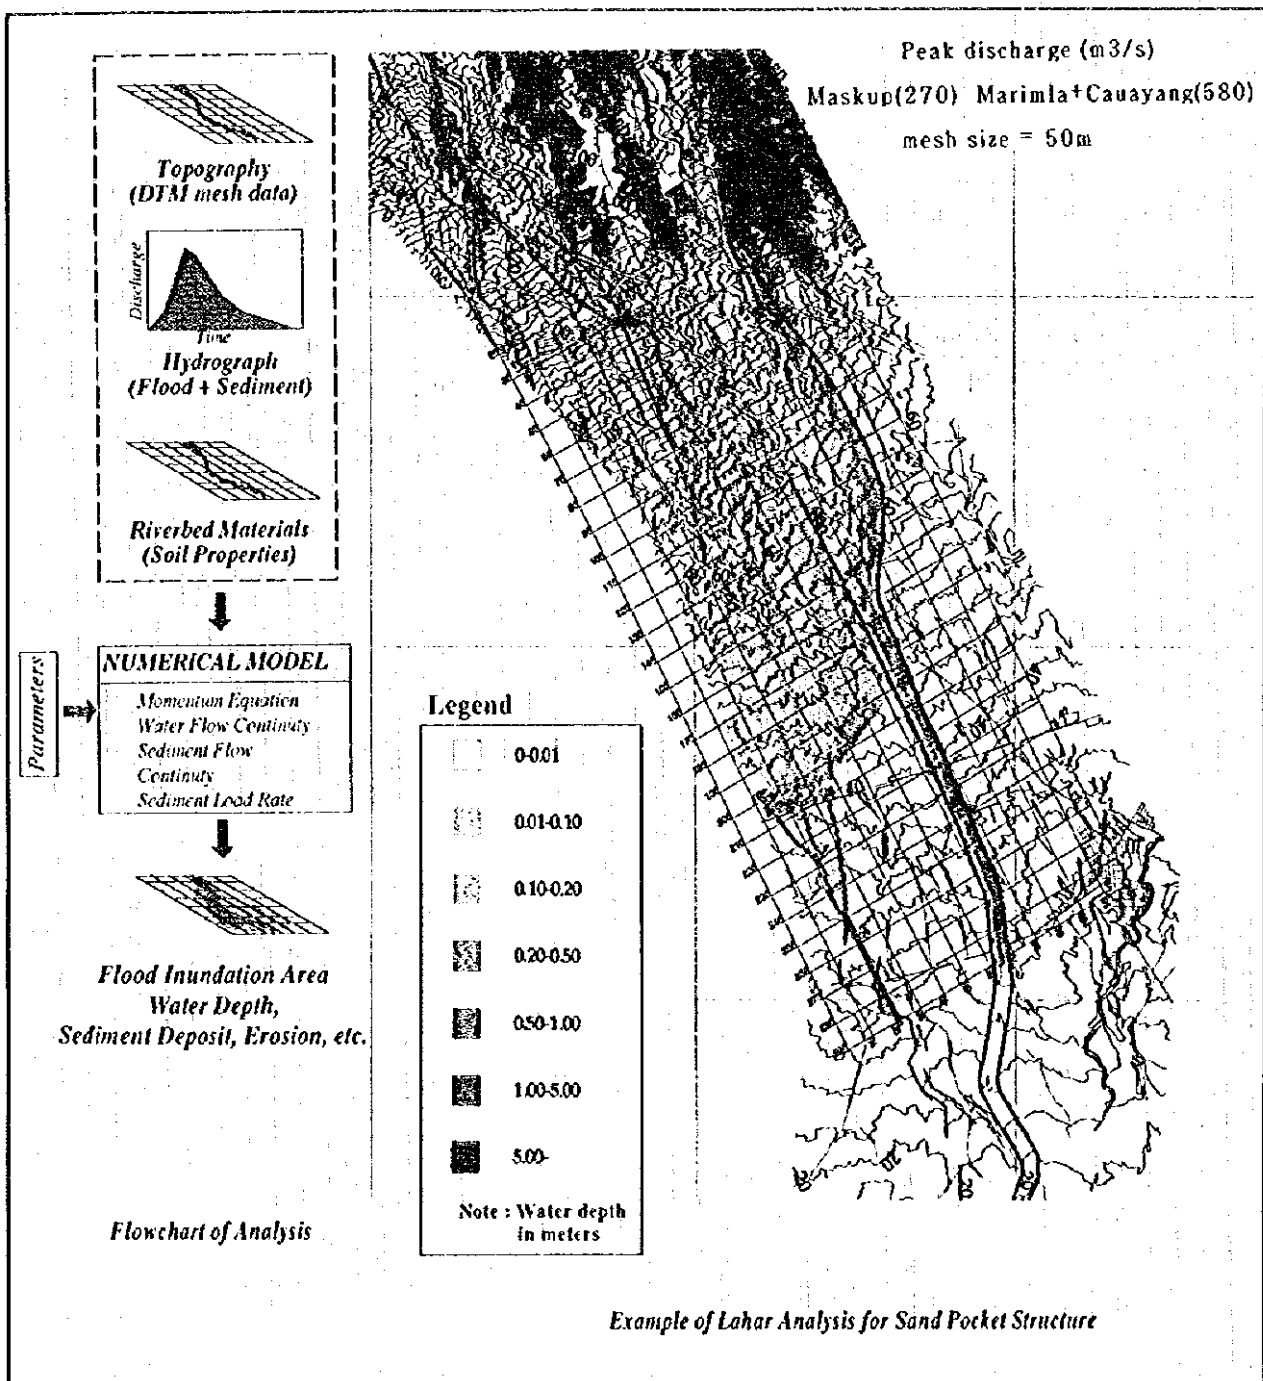 Peak discharge (m3/s)
Maskup(270) Marimla+Cauayang(580)
mesh size = 50m
Topography
(DTM mesh data)
Discharge
Time
Hydrograph
(Flood + Sediment)
Riverbed Materials
(Soil Properties)
Parameters
NUMERICAL MODEL
Momentum Equation
Water Flow Continuity
Sediment Flow
Continuty
Sediment Load Rate
Flood Inundation Area
Water Depth,
Sediment Deposit, Erosion, etc.
Flowchart of Analysis
Legend
0-0.01
0.01-0.10
0.10-0.20
0.20-0.50
0.50-1.00
1.00-5.00
5.00-
Note : Water depth
in meters
Example of Lahar Analysis for Sand Pocket Structure